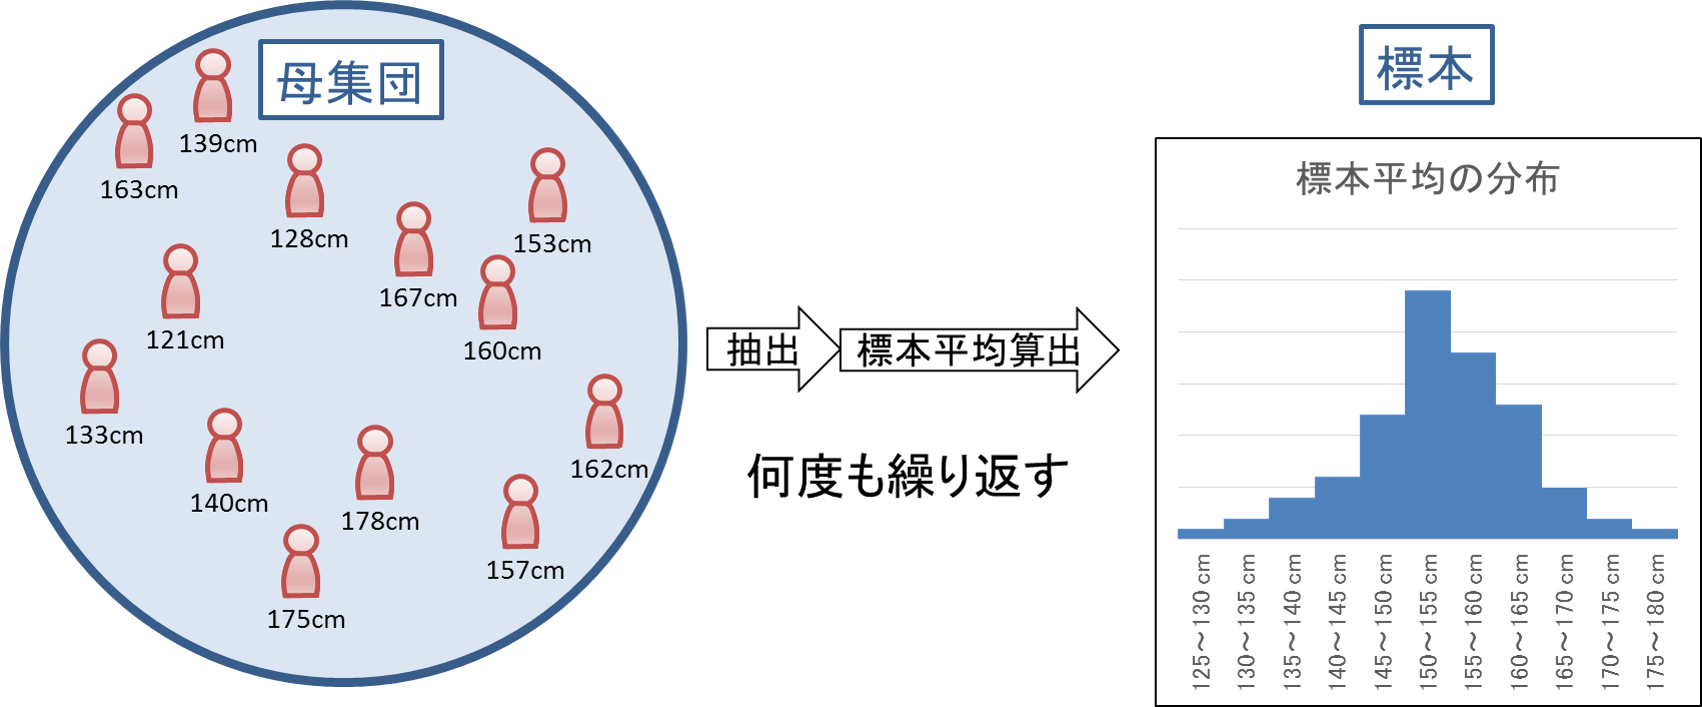 母集団
139cm
163cm
128cm
153cm
167cm
121cm
160cm
133cm
162cm
140cm
178cm
157cm
175cm
抽出
標本平均算出
何度も繰り返す
標本
標本平均の分布
125～130 cm
130～135 cm
135～140 cm
140～145 cm
145～150 cm
150～155 cm
155～160 cm
160～165 cm
165～170 cm
170～175 cm
175～180 cm